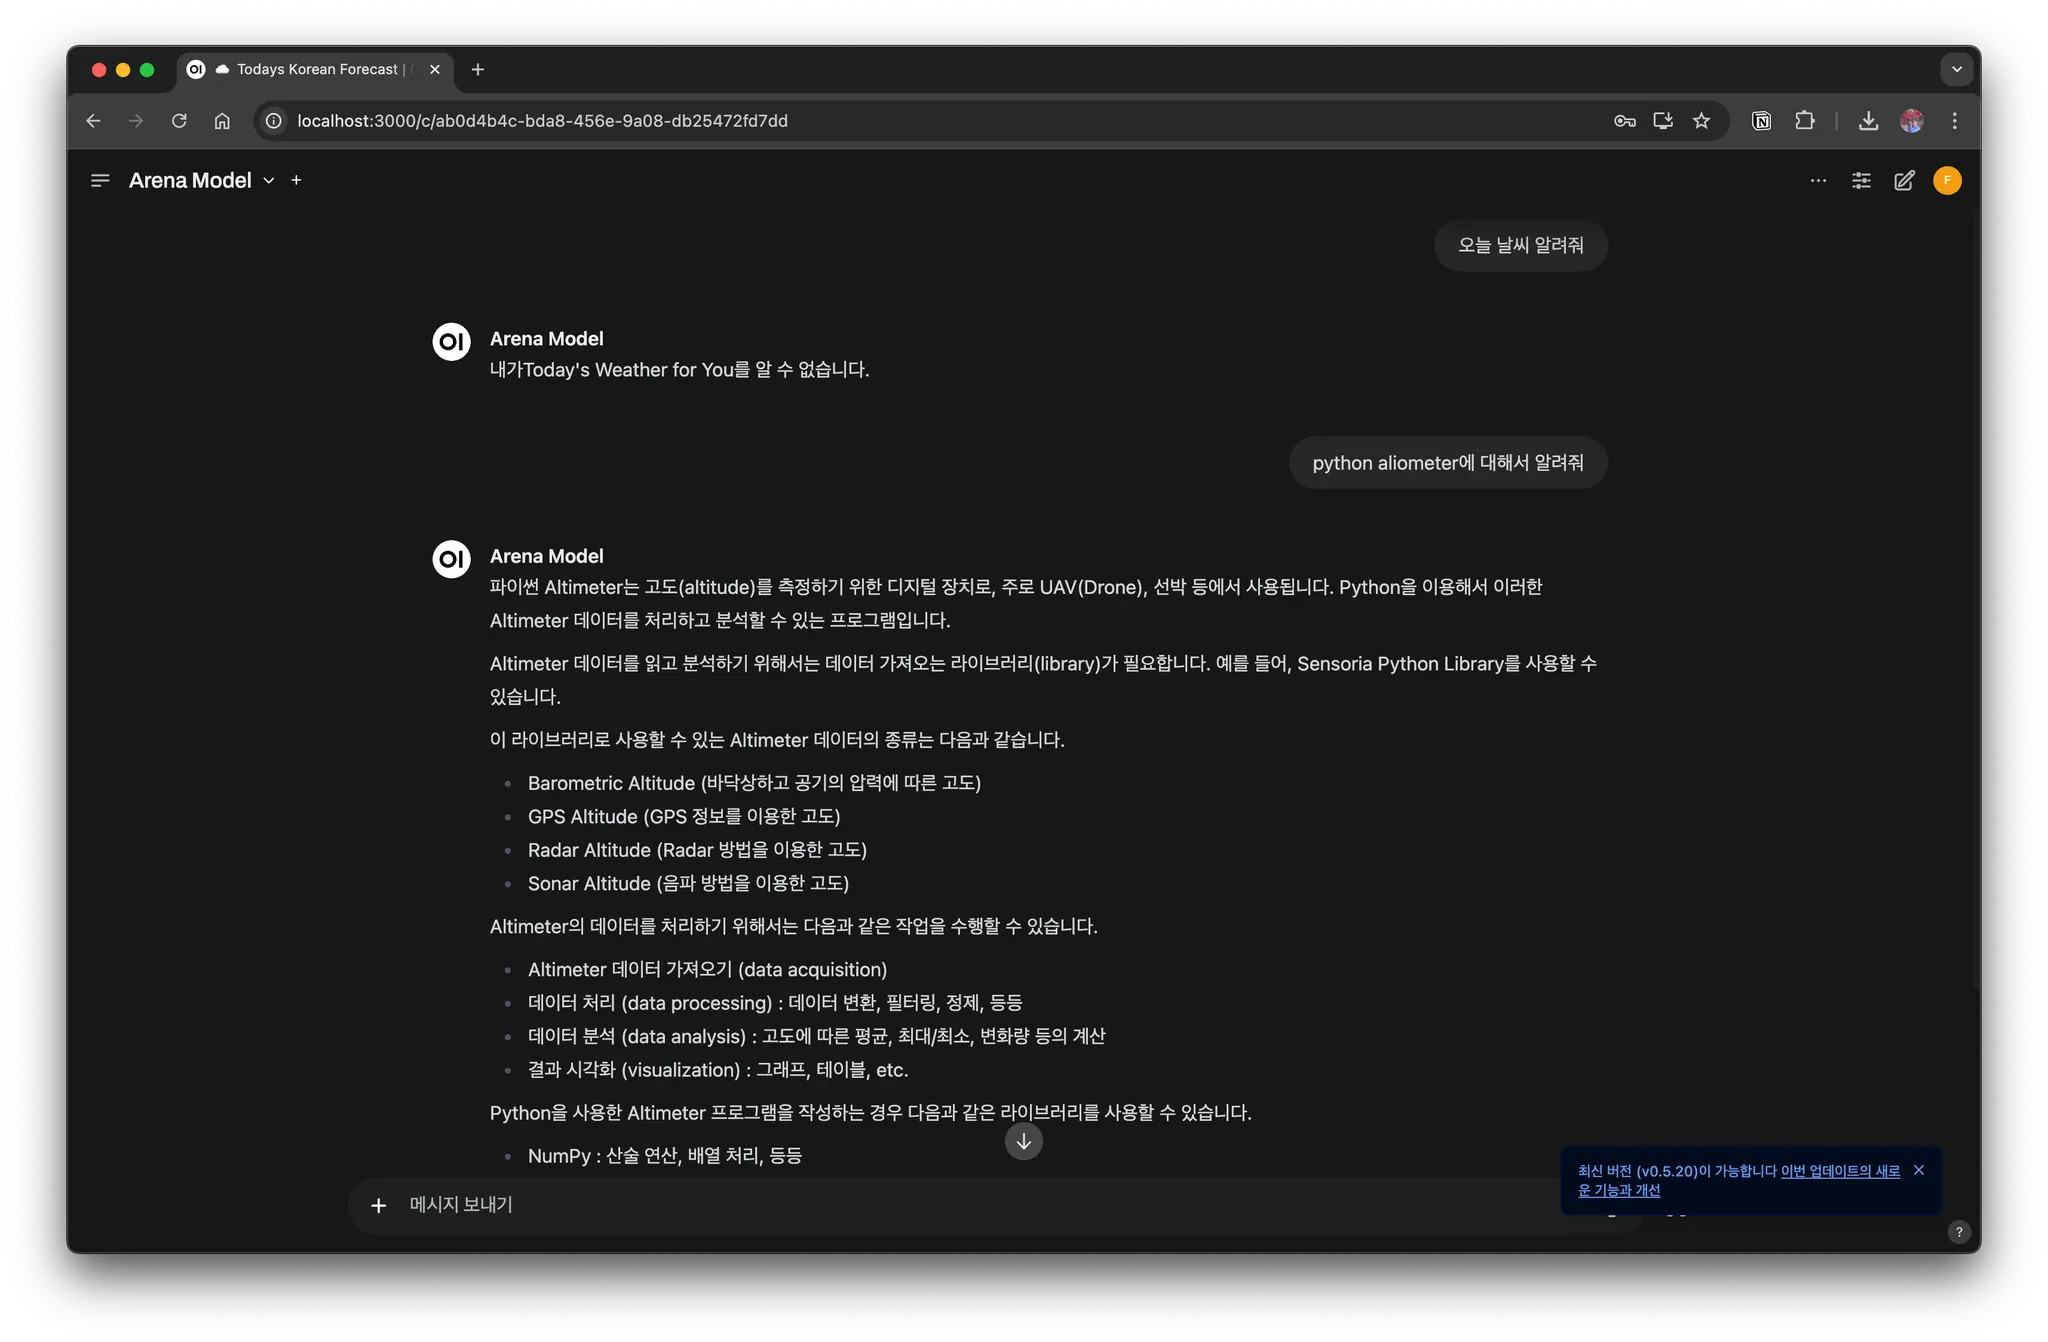 OI Todays Korean Forecast | (
localhost:3000/c/ab0d4b4c-bda8-456e-9a08-db25472fd7dd
Arena Model
F
오늘 날씨 알려줘
OI Arena Model
내가Today's Weather for You를 알 수 없습니다.
python aliometer에 대해서 알려줘
OI Arena Model
파이썬 Altimeter는 고도(altitude)를 측정하기 위한 디지털 장치로, 주로 UAV(Drone), 선박 등에서 사용됩니다. Python을 이용해서 이러한
Altimeter 데이터를 처리하고 분석할 수 있는 프로그램입니다.
Altimeter 데이터를 읽고 분석하기 위해서는 데이터 가져오는 라이브러리(library)가 필요합니다. 예를 들어, Sensoria Python Library를 사용할 수
있습니다.
이 라이브러리로 사용할 수 있는 Altimeter 데이터의 종류는 다음과 같습니다.
Barometric Altitude (바닥상하고 공기의 압력에 따른 고도)
GPS Altitude (GPS 정보를 이용한 고도)
Radar Altitude (Radar 방법을 이용한 고도)
Sonar Altitude (음파 방법을 이용한 고도)
Altimeter의 데이터를 처리하기 위해서는 다음과 같은 작업을 수행할 수 있습니다.
Altimeter 데이터 가져오기 (data acquisition)
데이터 처리 (data processing) : 데이터 변환, 필터링, 정제, 등등
데이터 분석 (data analysis) : 고도에 따른 평균, 최대/최소, 변화량 등의 계산
결과 시각화 (visualization) : 그래프, 테이블, etc.
Python을 사용한 Altimeter 프로그램을 작성하는 경우 다음과 같은 라이브러리를 사용할 수 있습니다.
NumPy : 산술 연산, 배열 처리, 등등
최신 버전 (v0.5.20)이 가능합니다 이번 업데이트의 새로
운 기능과 개선
메시지 보내기
?